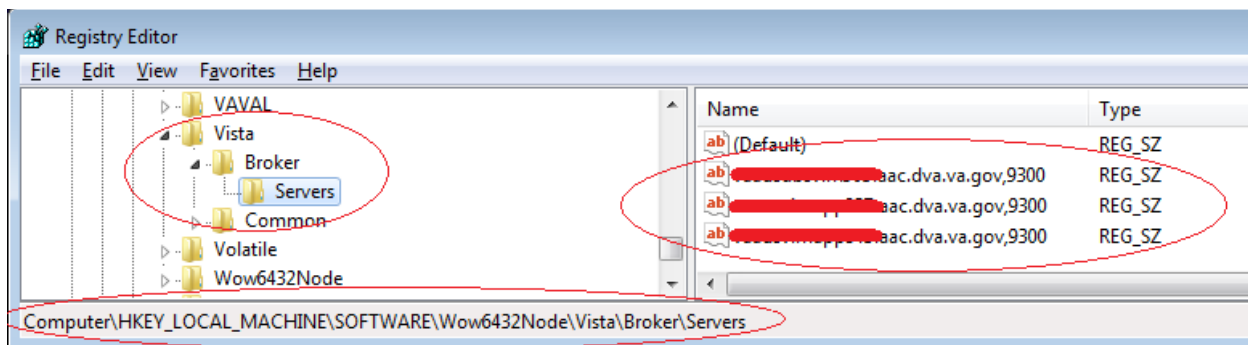 Registry Editor
File Edit View Favorites Help
VAVAL
Vista
Broker
Servers
Common
Volatile
Wow6432Node
Name Type
(Default) REG_SZ
aac.dva.va.gov,9300 REG_SZ
aac.dva.va.gov,9300 REG_SZ
aac.dva.va.gov,9300 REG_SZ
Computer\HKEY_LOCAL_MACHINE\SOFTWARE\Wow6432Node\Vista\Broker\Servers